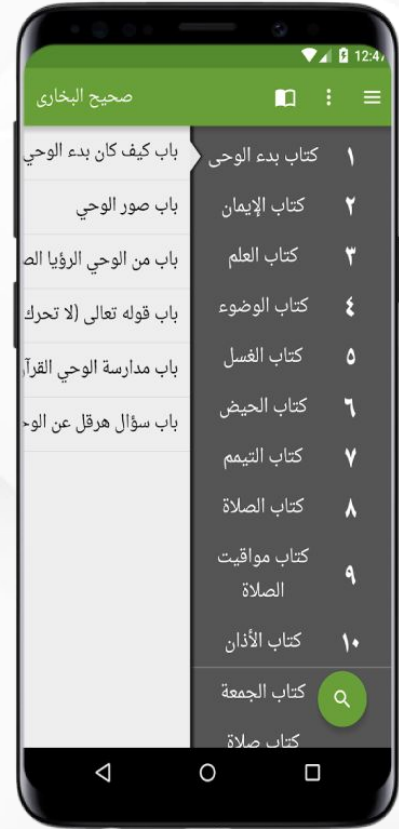 12:47
صحيح البخارى
١ كتاب بدء الوحى
٢ كتاب الإيمان
٣ كتاب العلم
٤ كتاب الوضوء
٥ كتاب الغسل
٦ كتاب الحيض
٧ كتاب التيمم
٨ كتاب الصلاة
٩ كتاب مواقيت
الصلاة
١٠ كتاب الأذان
كتاب الجمعة
كتاب صلاة
باب كيف كان بدء الوحي
باب صور الوحي
باب من الوحي الرؤيا
باب قوله تعالى (لا تحرك
باب مدارسة الوحي
باب سؤال هرقل عن